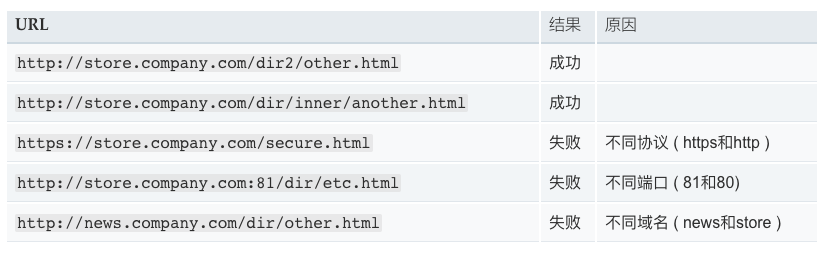 URL 结果 原因
http://store.company.com/dir2/other.html 成功
http://store.company.com/dir/inner/another.html 成功
https://store.company.com/secure.html 失败 不同协议 ( https和http )
http://store.company.com:81/dir/etc.html 失败 不同端口 ( 81和80)
http://news.company.com/dir/other.html 失败 不同域名 ( news和store )